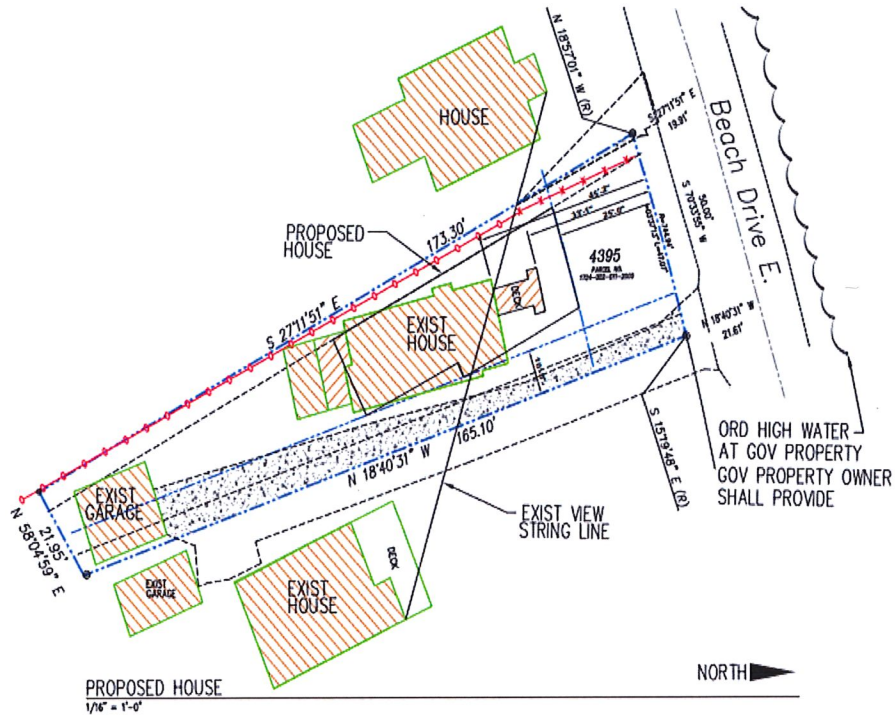 N 18°57'01" W (R)
S 27°11'51" E
19.91'
Beach Drive E.
HOUSE
PROPOSED
HOUSE
173.30'
S 27°11'51" E
50.00'
S 70°33'55" W
33'-1"
25'-0"
4395
PARCEL NO.
DECK
EXIST
HOUSE
N 18°40'31" W
21.61'
165.10'
N 18°40'31" W
S 15°19'48" E (R)
ORD HIGH WATER
AT GOV PROPERTY
GOV PROPERTY OWNER
SHALL PROVIDE
EXIST
GARAGE
21.95'
N 58°04'59" E
EXIST VIEW
STRING LINE
EXIST
GARAGE
EXIST
HOUSE
DECK
NORTH
PROPOSED HOUSE
1/16" = 1'-0"